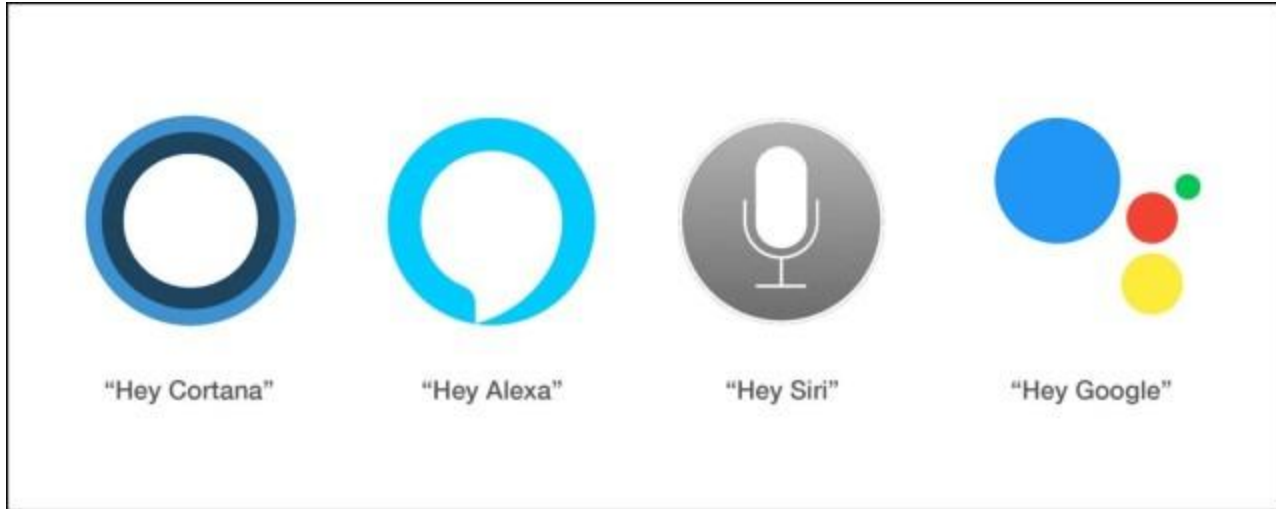 “Hey Cortana”
“Hey Alexa”
“Hey Siri”
“Hey Google”